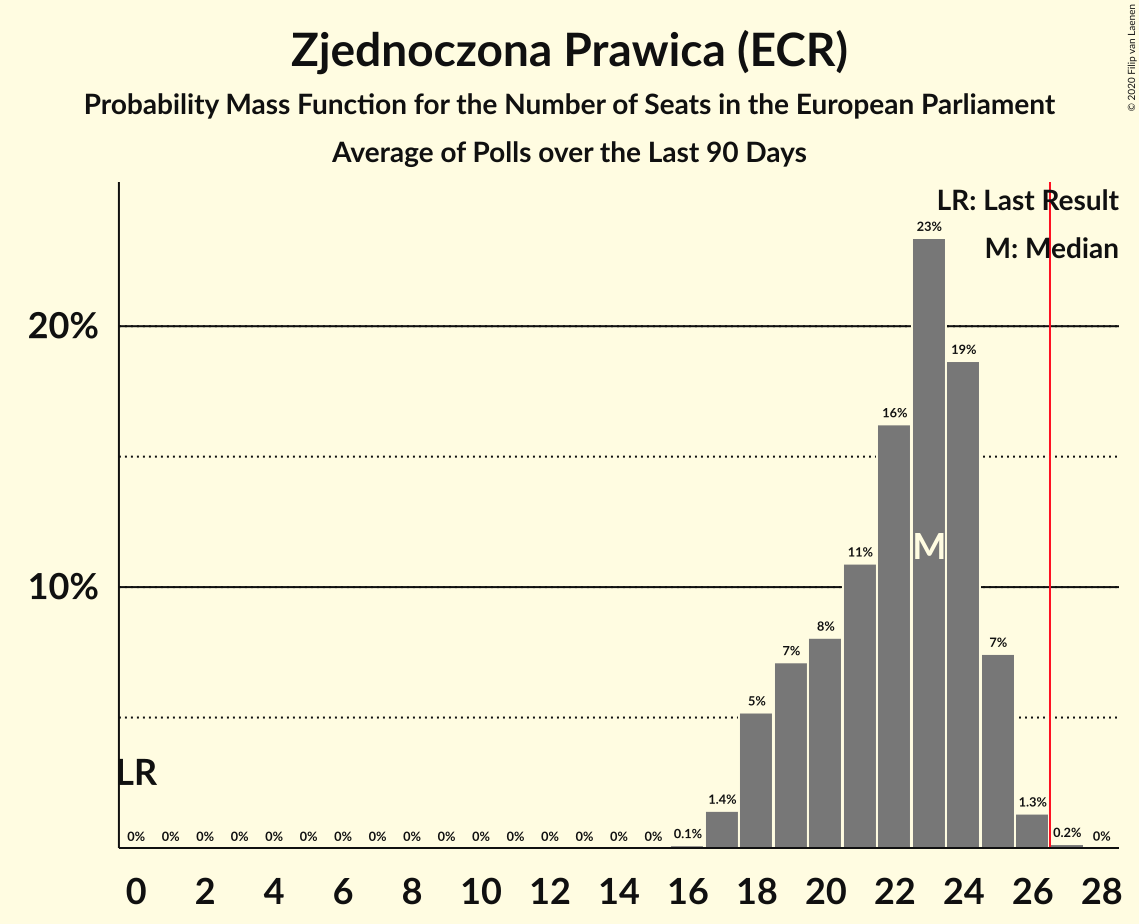 Zjednoczona Prawica (ECR)
Probability Mass Function for the Number of Seats in the European Parliament
Average of Polls over the Last 90 Days
© 2020 Filip van Laenen
LR: Last Result
M: Median
23%
20%
19%
16%
11%
M
10%
8%
7%
7%
5%
LR
1.4%
1.3%
0% 0% 0% 0% 0% 0% 0% 0% 0% 0% 0% 0% 0% 0% 0% 0% 0.1% 0.2% 0%
0 2 4 6 8 10 12 14 16 18 20 22 24 26 28